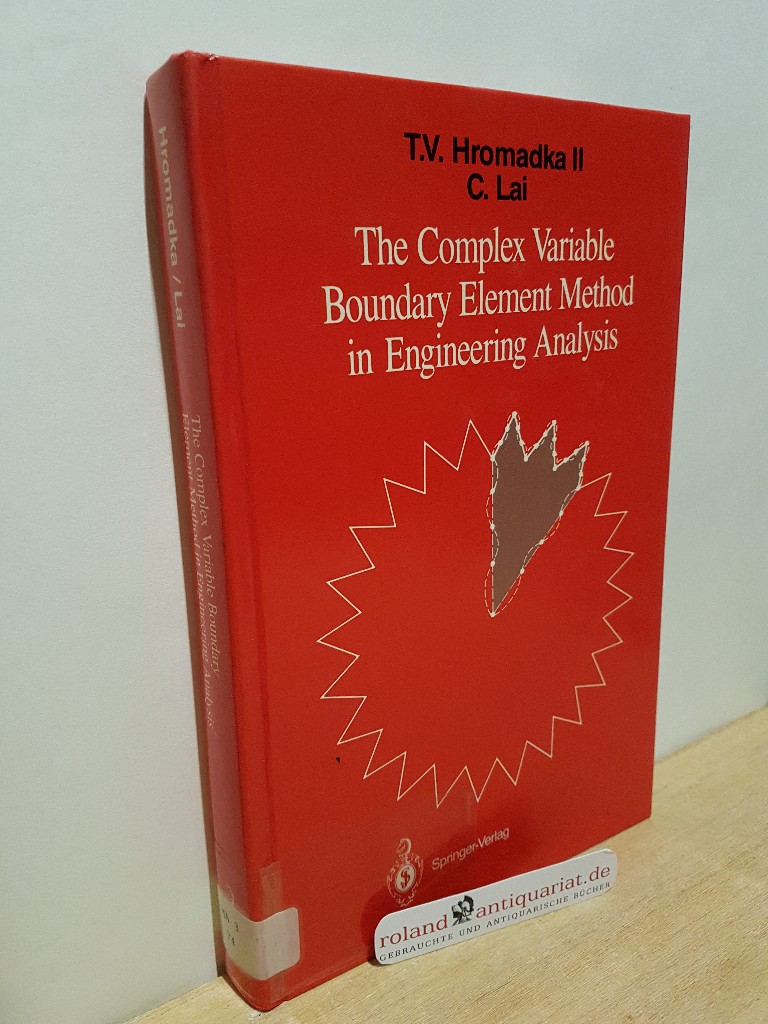 T.V. Hromadka II
C. Lai
The Complex Variable
Boundary Element Method
in Engineering Analysis
Springer-Verlag
Hromadka / Lai
The Complex Variable Boundary
Element Method in Engineering Analysis
roland antiquariat.de
GEBRAUCHTE UND ANTIQUARISCHE BÜCHER